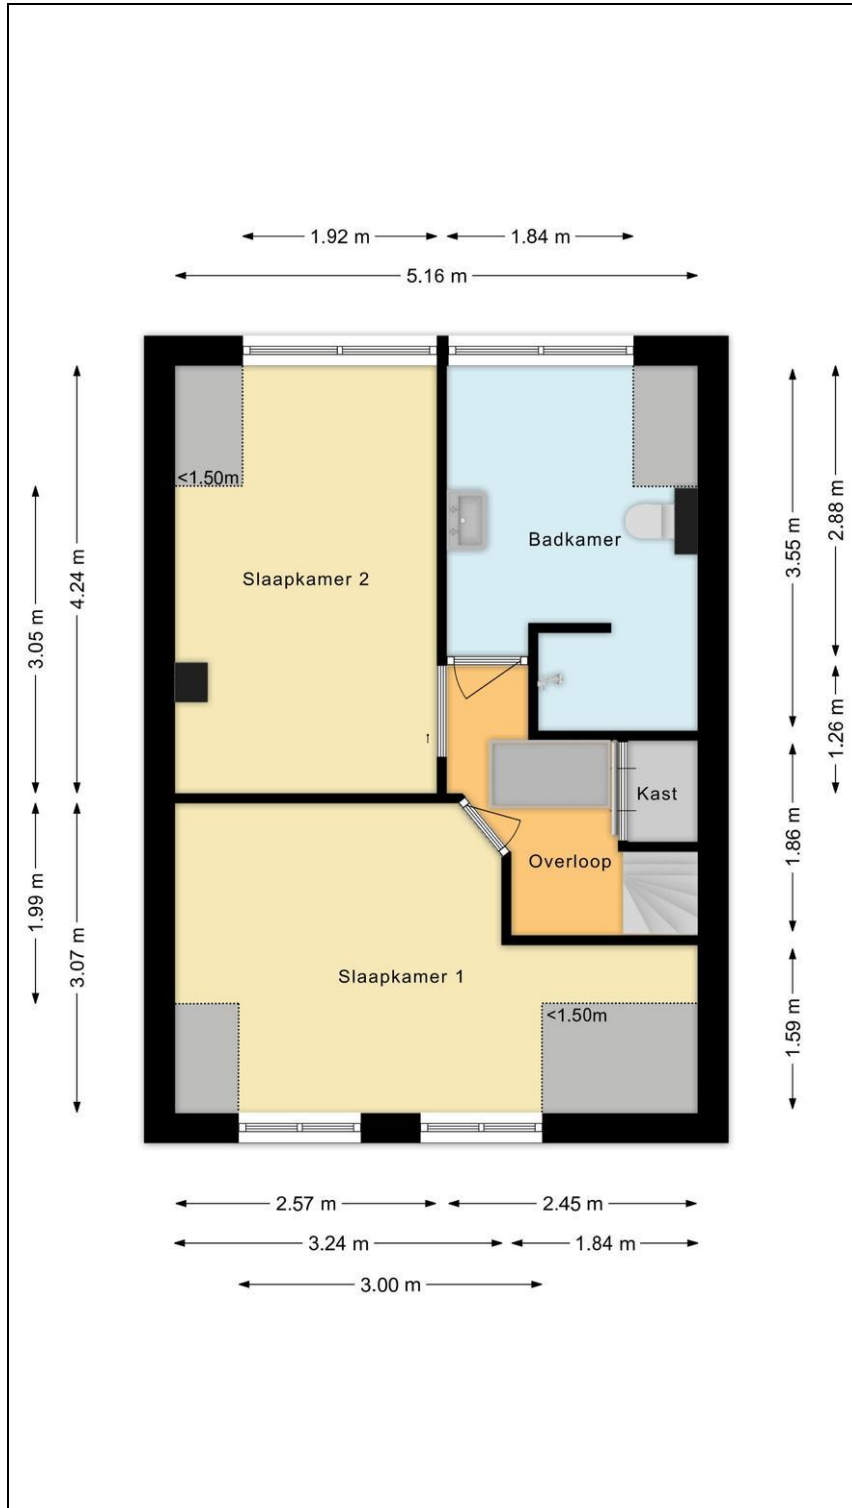 1.92 m
1.84 m
5.16 m
<1.50m
4.24 m
3.05 m
3.55 m
2.88 m
Badkamer
Slaapkamer 2
1.26 m
Kast
1.86 m
Overloop
1.99 m
3.07 m
Slaapkamer 1
<1.50m
1.59 m
2.57 m
2.45 m
3.24 m
1.84 m
3.00 m